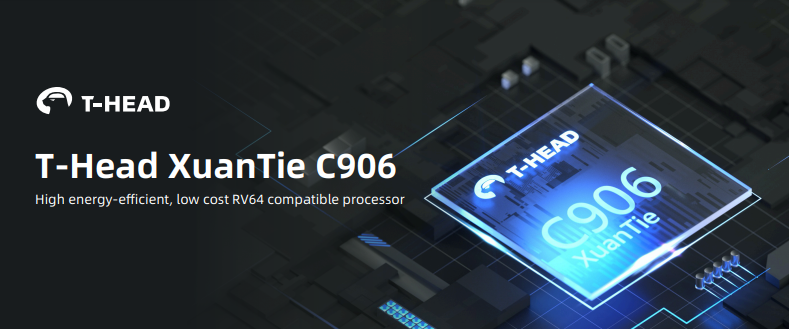 T-HEAD
T-Head XuanTie C906
High energy-efficient, low cost RV64 compatible processor
T-HEAD
C906
XuanTie